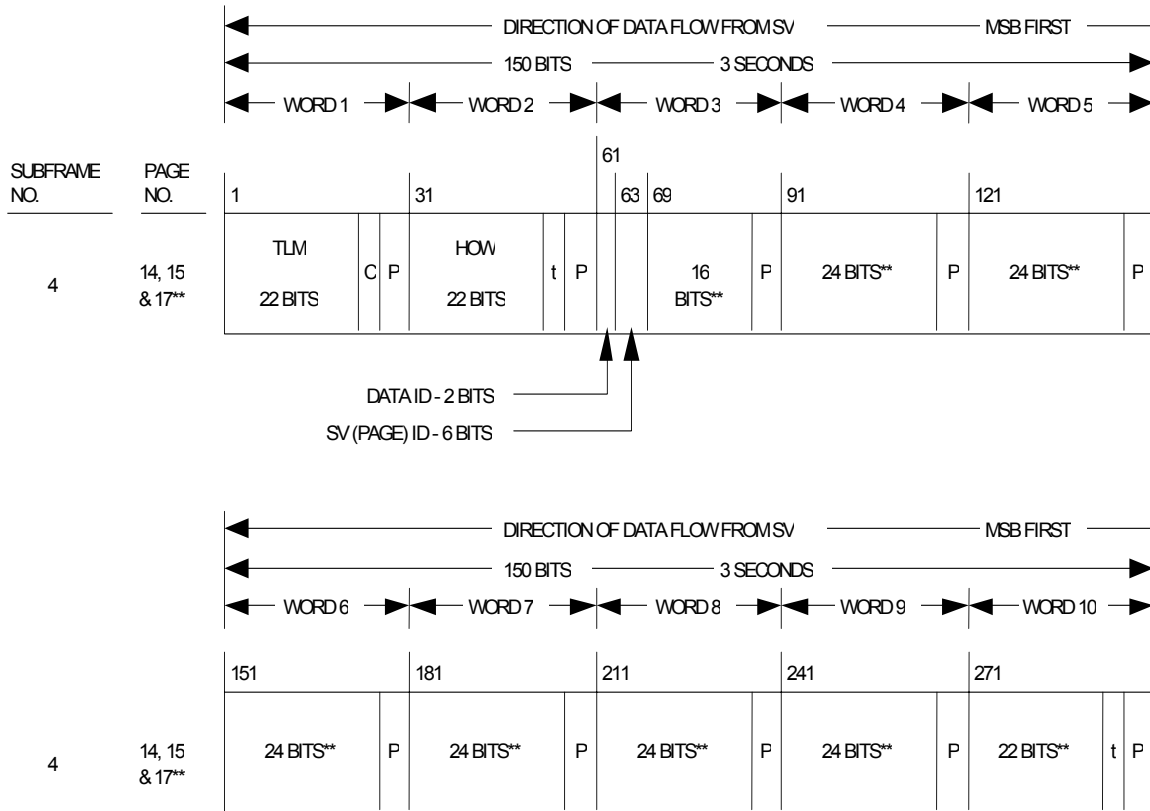 DIRECTION OF DATA FLOW FROM SV MSB FIRST
150 BITS 3 SECONDS
WORD 1 WORD 2 WORD 3 WORD 4 WORD 5
61
SUBFRAME NO. PAGE NO. 1 31 63 69 91 121
4 14, 15 & 17** TLM 22 BITS C P HOW 22 BITS t P 16 BITS** P 24 BITS** P 24 BITS** P
DATA ID - 2 BITS
SV (PAGE) ID - 6 BITS
DIRECTION OF DATA FLOW FROM SV MSB FIRST
150 BITS 3 SECONDS
WORD 6 WORD 7 WORD 8 WORD 9 WORD 10
151 181 211 241 271
4 14, 15 & 17** 24 BITS** P 24 BITS** P 24 BITS** P 24 BITS** P 22 BITS** t P